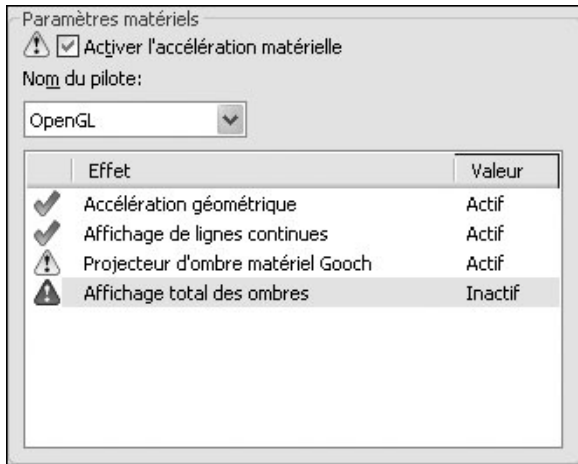 Paramètres matériels
Activer l'accélération matérielle
Nom du pilote:
OpenGL
Effet Valeur
Accélération géométrique Actif
Affichage de lignes continues Actif
Projecteur d'ombre matériel Gooch Actif
Affichage total des ombres Inactif